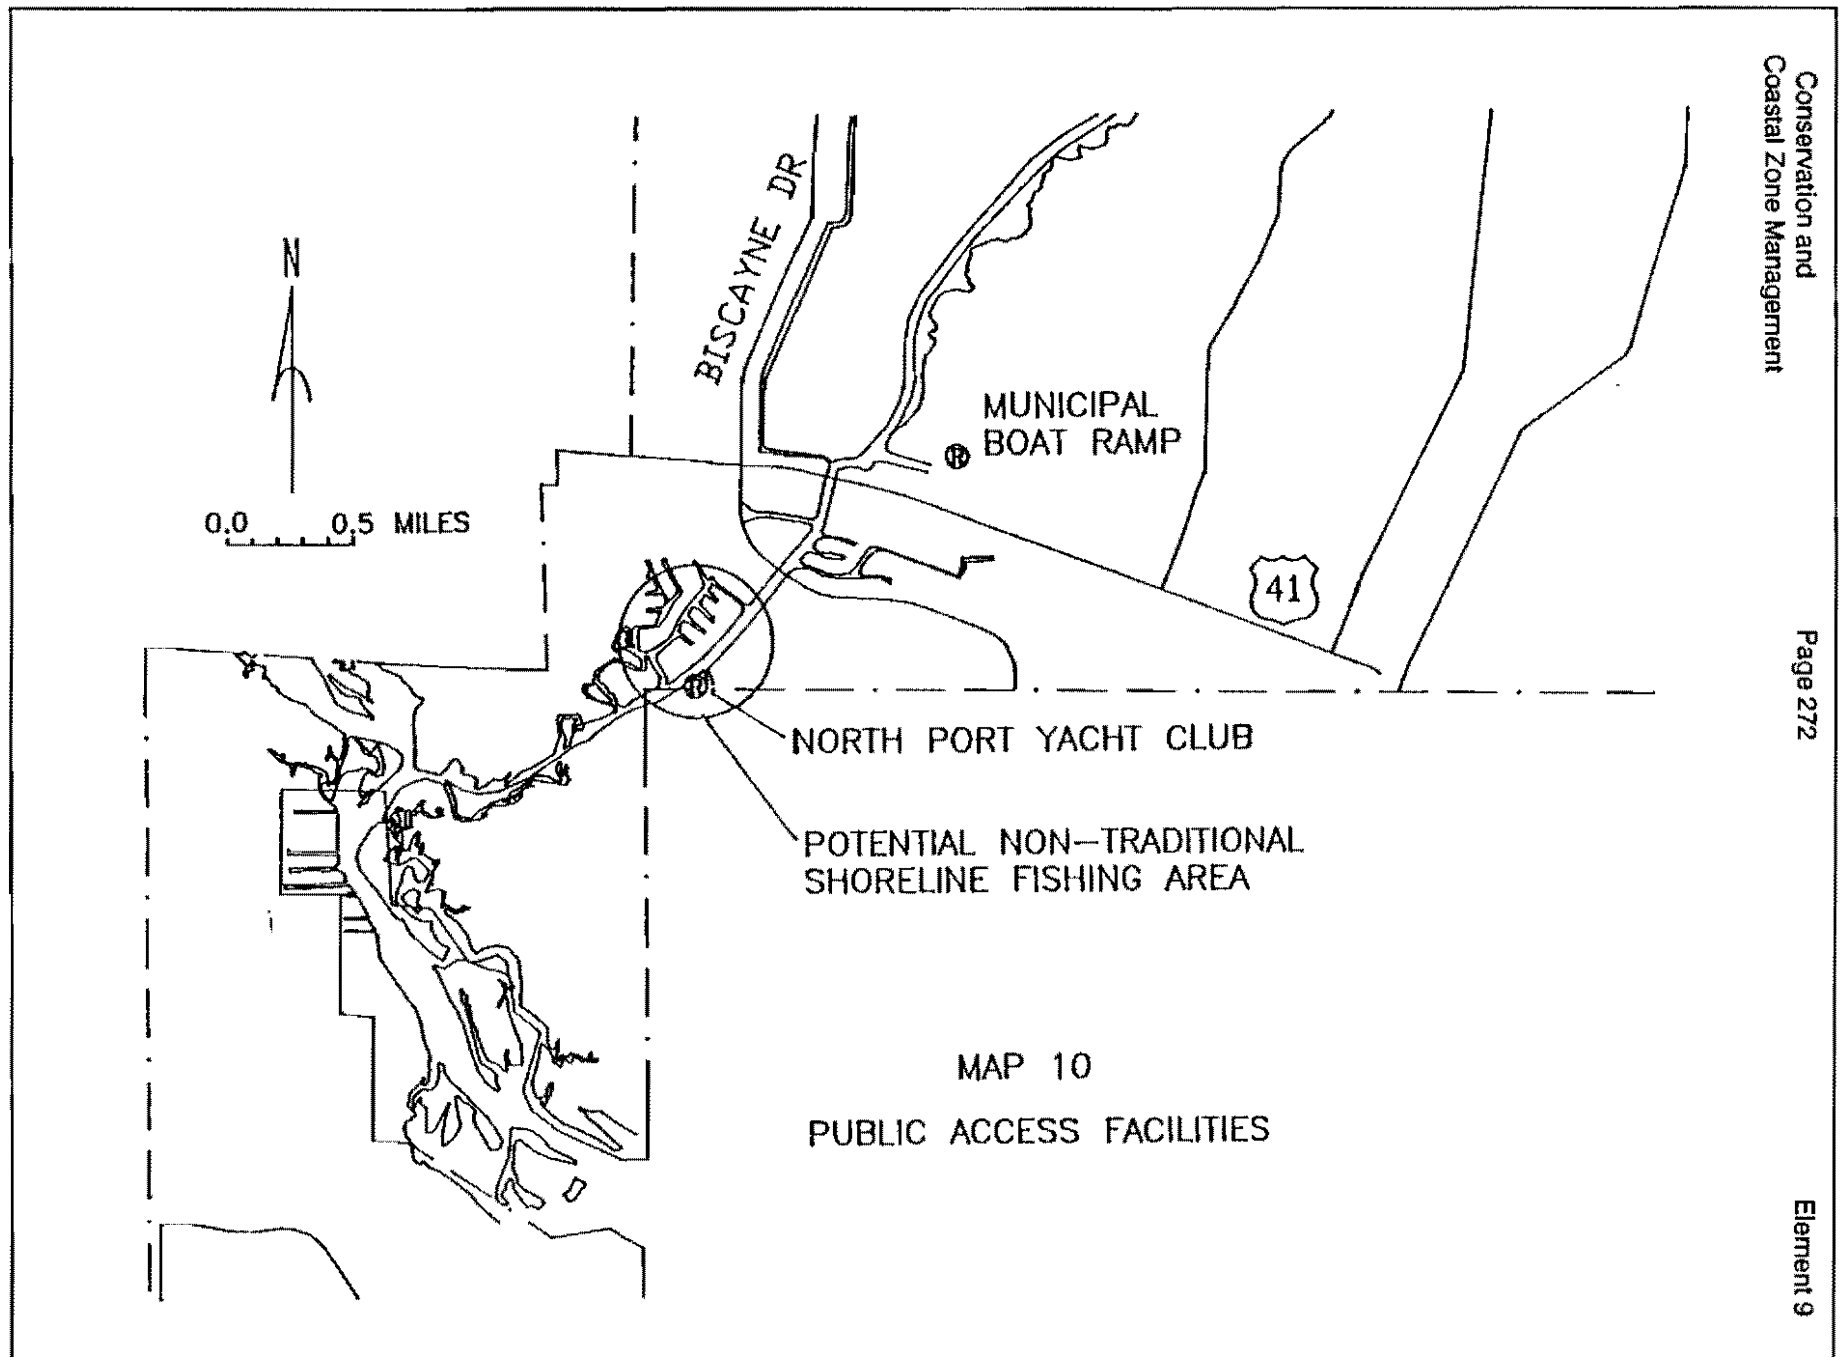 Conservation and
Coastal Zone Management
Page 272
Element 9
N
BISCAYNE DR
MUNICIPAL
BOAT RAMP
R
0.0 0.5 MILES
41
NORTH PORT YACHT CLUB
POTENTIAL NON-TRADITIONAL
SHORELINE FISHING AREA
MAP 10
PUBLIC ACCESS FACILITIES